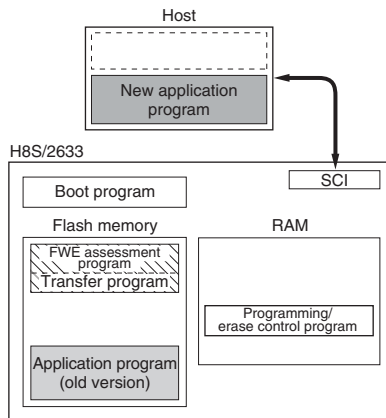 Host
New application
program
H8S/2633
SCI
Boot program
Flash memory
RAM
FWE assessment
program
Transfer program
Programming/
erase control program
Application program
(old version)